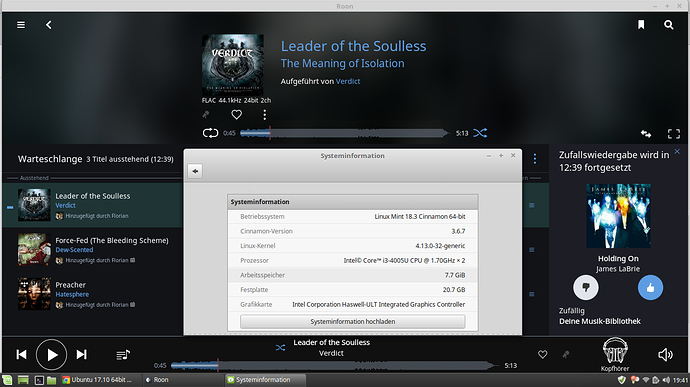 Roon
Leader of the Soulless
The Meaning of Isolation
Aufgeführt von Verdict
VERDICT
FLAC 44.1kHz 24bit 2ch
0:45
5:13
Warteschlange 3 Titel ausstehend (12:39)
Ausstehend
Leader of the Soulless
Verdict
Hinzugefügt durch Florian
Force-Fed (The Bleeding Scheme)
Dew-Scented
Hinzugefügt durch Florian
Preacher
Hatesphere
Hinzugefügt durch Florian
Systeminformation
Systeminformation
Betriebssystem Linux Mint 18.3 Cinnamon 64-bit
Cinnamon-Version 3.6.7
Linux-Kernel 4.13.0-32-generic
Prozessor Intel© Core™ i3-4005U CPU @ 1.70GHz × 2
Arbeitsspeicher 7.7 GiB
Festplatte 20.7 GB
Grafikkarte Intel Corporation Haswell-ULT Integrated Graphics Controller
Systeminformation hochladen
Zufallswiedergabe wird in
12:39 fortgesetzt
JAMES LABRIE
Holding On
James LaBrie
Zufällig
Deine Musik-Bibliothek
Leader of the Soulless
Verdict
0:45
5:13
Kopfhörer
Ubuntu 17.10 64bit ...
Roon
Systeminformation
19:41